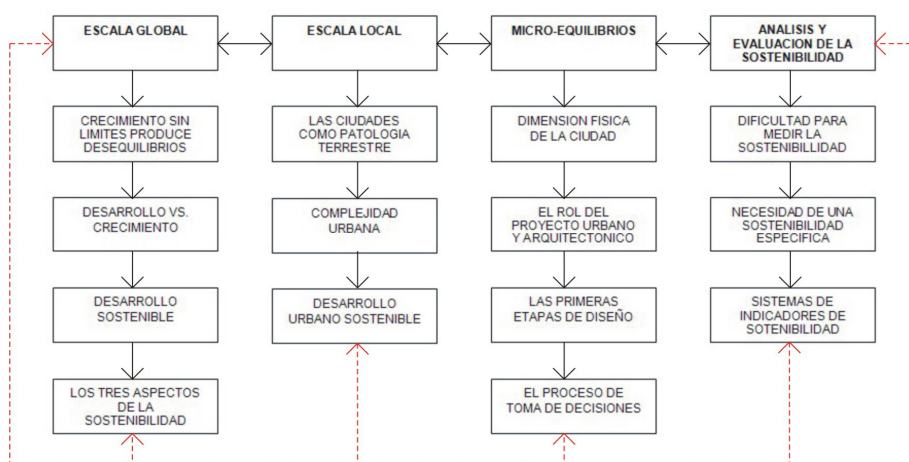 ESCALA GLOBAL
ESCALA LOCAL
MICRO-EQUILIBRIOS
ANALISIS Y
EVALUACION DE LA
SOSTENIBILIDAD
CRECIMIENTO SIN
LIMITES PRODUCE
DESEQUILIBRIOS
LAS CIUDADES
COMO PATOLOGIA
TERRESTRE
DIMENSION FISICA
DE LA CIUDAD
DIFICULTAD PARA
MEDIR LA
SOSTENIBILLIDAD
DESARROLLO VS.
CRECIMIENTO
COMPLEJIDAD
URBANA
EL ROL DEL
PROYECTO URBANO
Y ARQUITECTONICO
NECESIDAD DE UNA
SOSTENIBILIDAD
ESPECIFICA
DESARROLLO
SOSTENIBLE
DESARROLLO
URBANO SOSTENIBLE
LAS PRIMERAS
ETAPAS DE DISEÑO
SISTEMAS DE
INDICADORES DE
SOTENIBILIDAD
LOS TRES ASPECTOS
DE LA
SOSTENIBILIDAD
EL PROCESO DE
TOMA DE DECISIONES